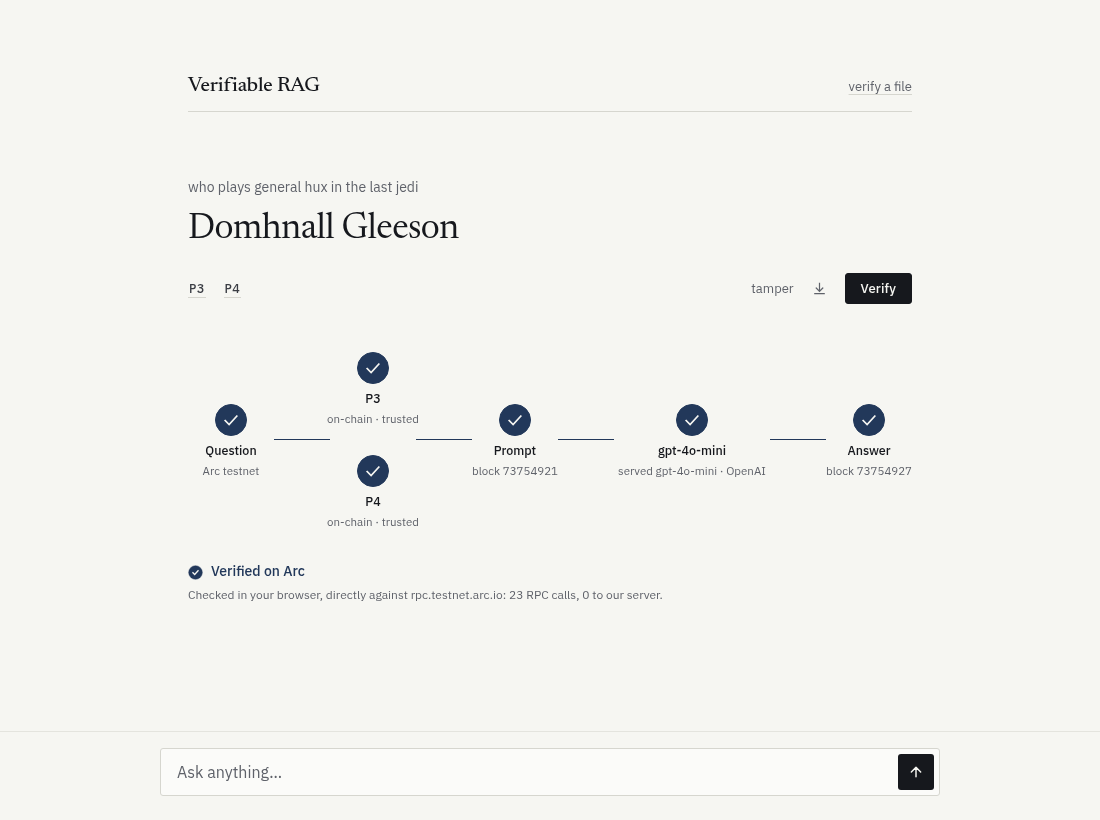 Verifiable RAG
verify a file
who plays general hux in the last jedi
Domhnall Gleeson
P3 P4
tamper
Verify
P3
on-chain · trusted
Question
Arc testnet
P4
on-chain · trusted
Prompt
block 73754921
gpt-4o-mini
served gpt-4o-mini · OpenAI
Answer
block 73754927
Verified on Arc
Checked in your browser, directly against rpc.testnet.arc.io: 23 RPC calls, 0 to our server.
Ask anything...